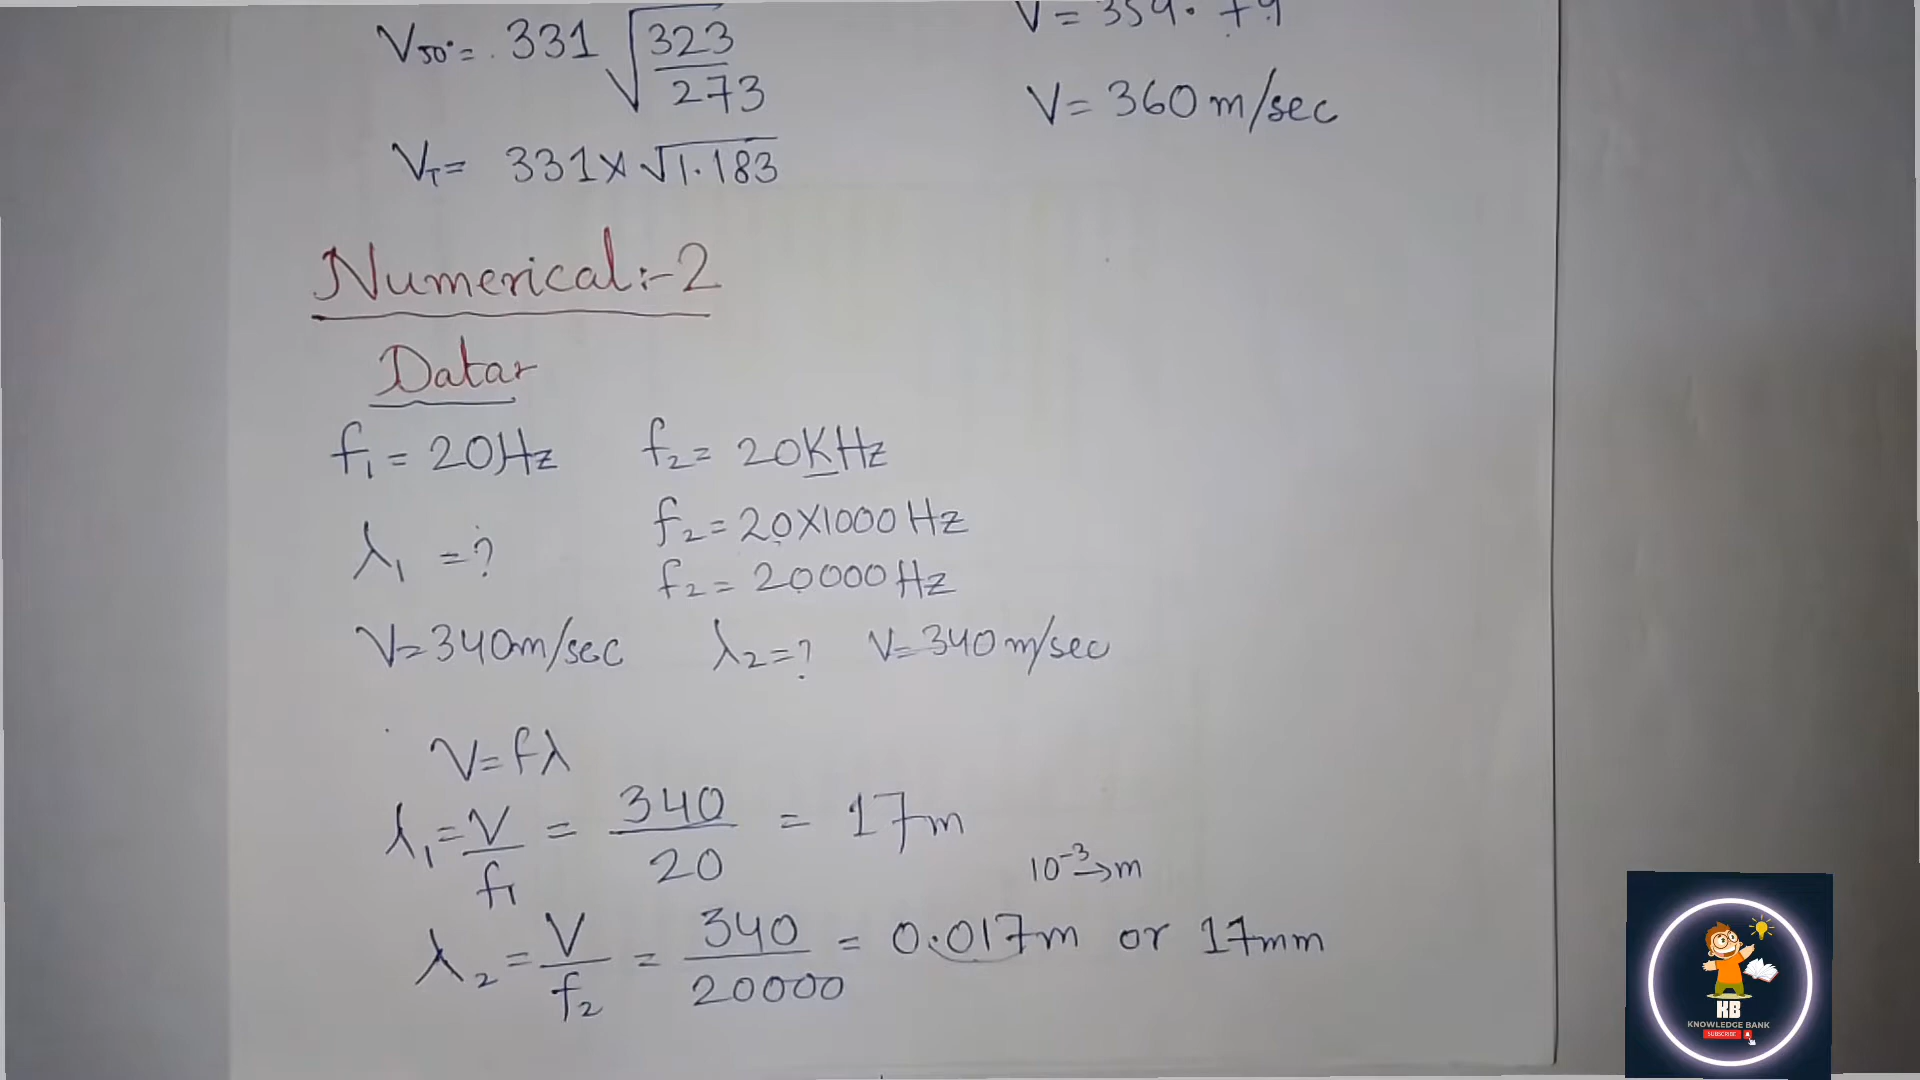 V50° = 331 √323/273
V = 359.
V = 360 m/sec
VT = 331 × √1.183
Numerical:-2
Data
f1 = 20Hz f2 = 20KHz
f2 = 20×1000 Hz
λ1 = ?
f2 = 20000 Hz
V = 340m/sec λ2 = ? V = 340 m/sec
V = fλ
λ1 = V/f1 = 340/20 = 17m
10⁻³ → m
λ2 = V/f2 = 340/20000 = 0.017m or 17mm
KB
KNOWLEDGE BANK
SUBSCRIBE